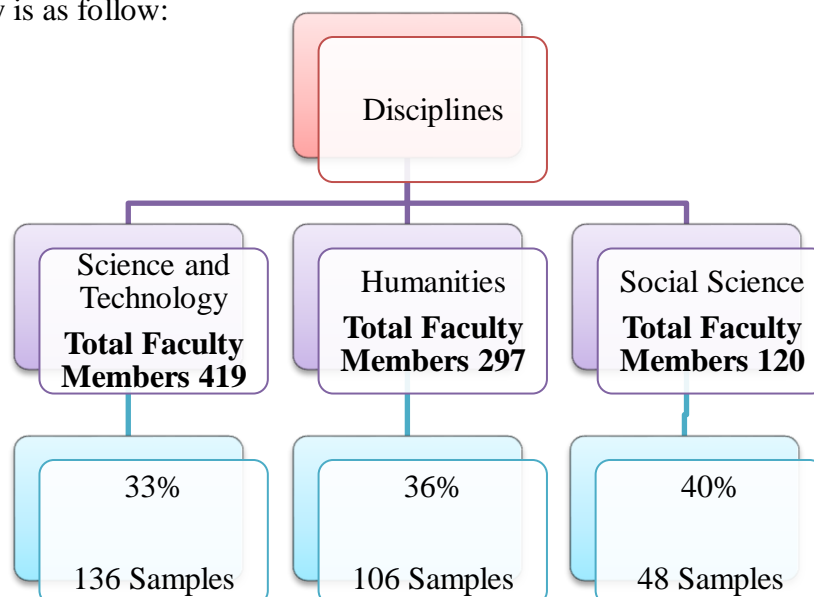 is as follow:
Disciplines
Science and
Technology
Total Faculty
Members 419
Humanities
Total Faculty
Members 297
Social Science
Total Faculty
Members 120
33%
136 Samples
36%
106 Samples
40%
48 Samples